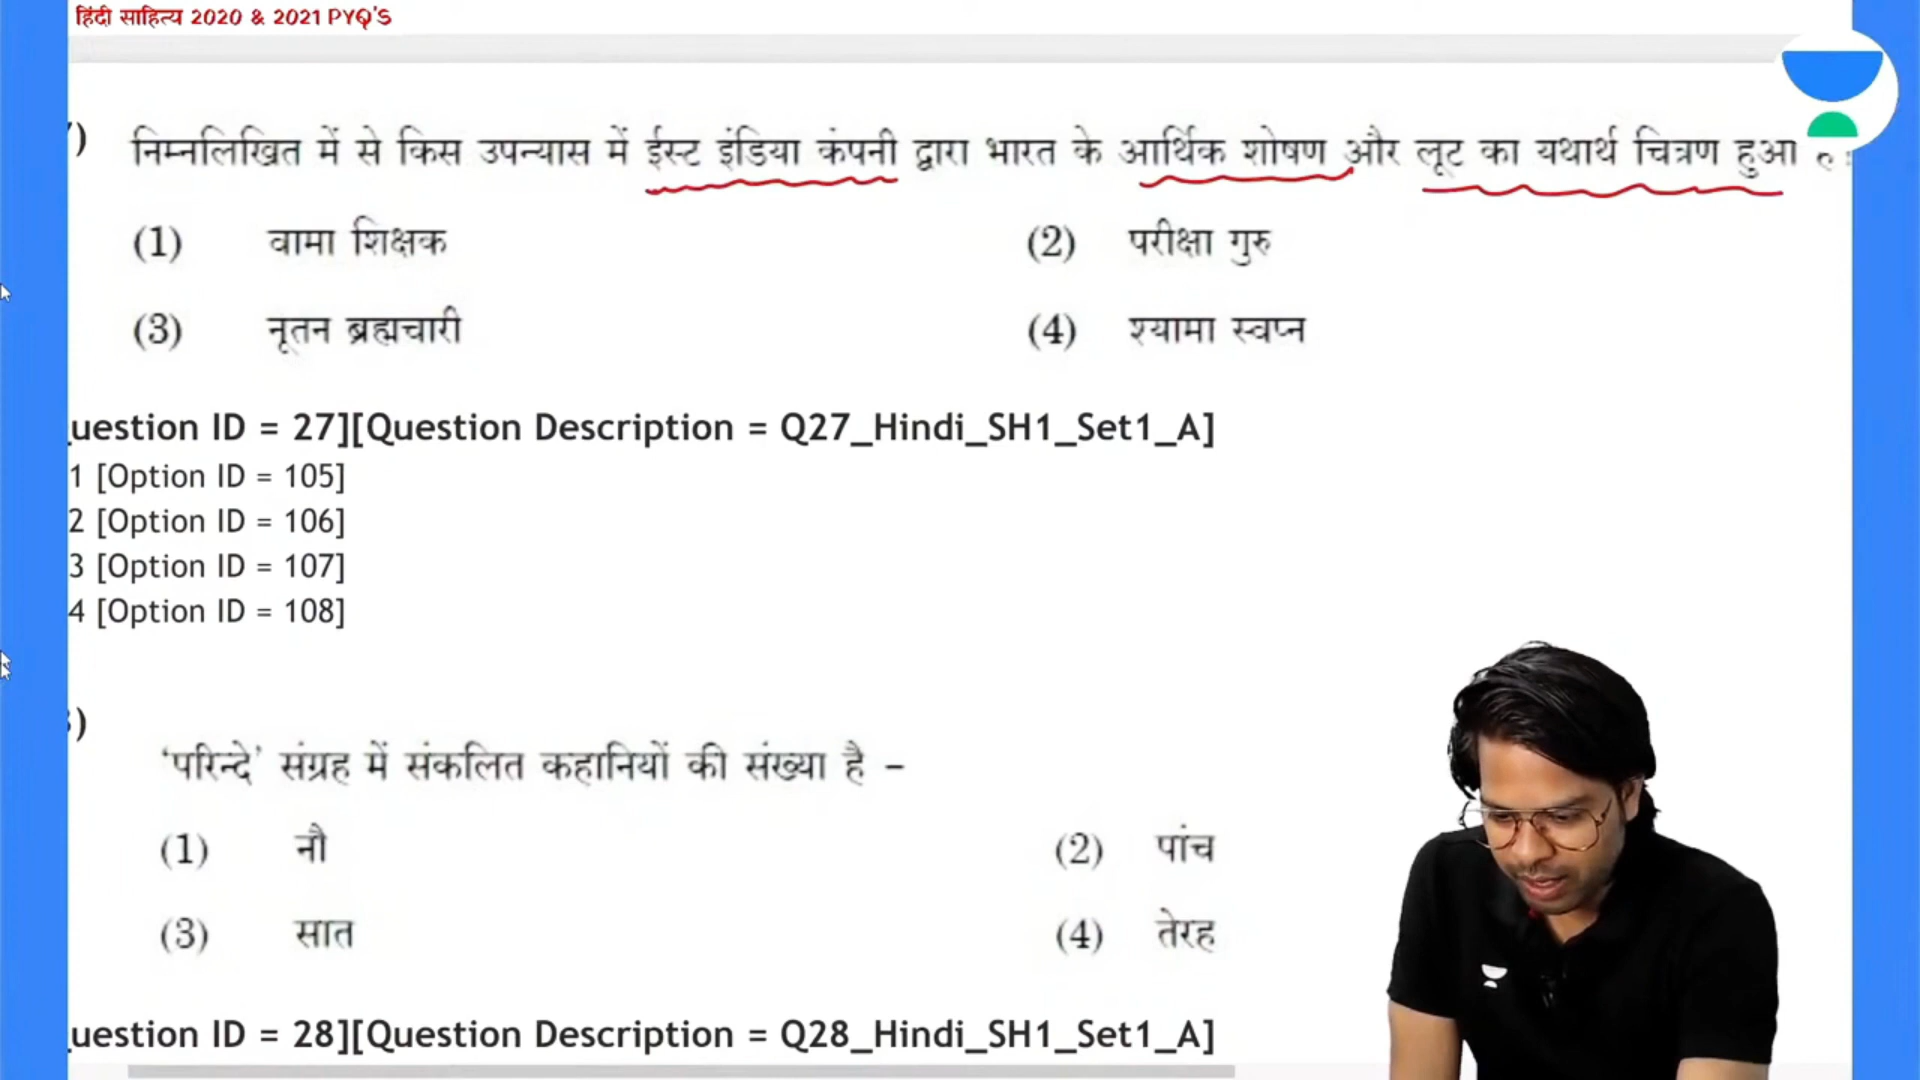 हिंदी साहित्य 2020 & 2021 PYQ'S
) निम्नलिखित में से किस उपन्यास में ईस्ट इंडिया कंपनी द्वारा भारत के आर्थिक शोषण और लूट का यथार्थ चित्रण हुआ
(1) वामा शिक्षक (2) परीक्षा गुरु
(3) नूतन ब्रह्मचारी (4) श्यामा स्वप्न
uestion ID = 27][Question Description = Q27_Hindi_SH1_Set1_A]
1 [Option ID = 105]
2 [Option ID = 106]
3 [Option ID = 107]
4 [Option ID = 108]
)
‘परिन्दे’ संग्रह में संकलित कहानियों की संख्या है –
(1) नौ (2) पांच
(3) सात (4) तेरह
uestion ID = 28][Question Description = Q28_Hindi_SH1_Set1_A]